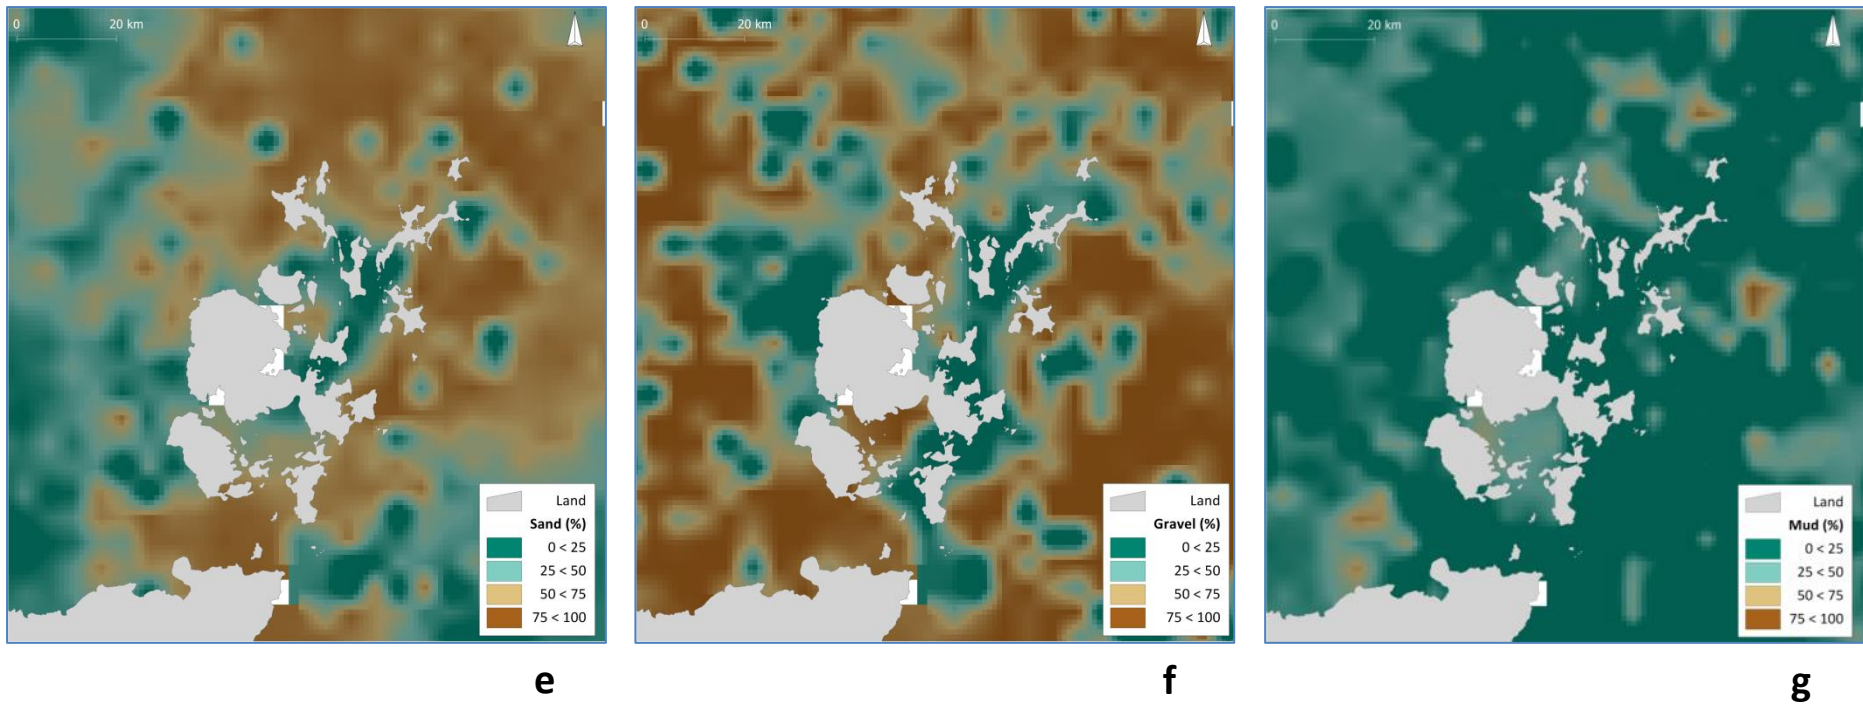 0 20 km
Land
Sand (%)
0 < 25
25 < 50
50 < 75
75 < 100
e
0 20 km
Land
Gravel (%)
0 < 25
25 < 50
50 < 75
75 < 100
f
0 20 km
Land
Mud (%)
0 < 25
25 < 50
50 < 75
75 < 100
g